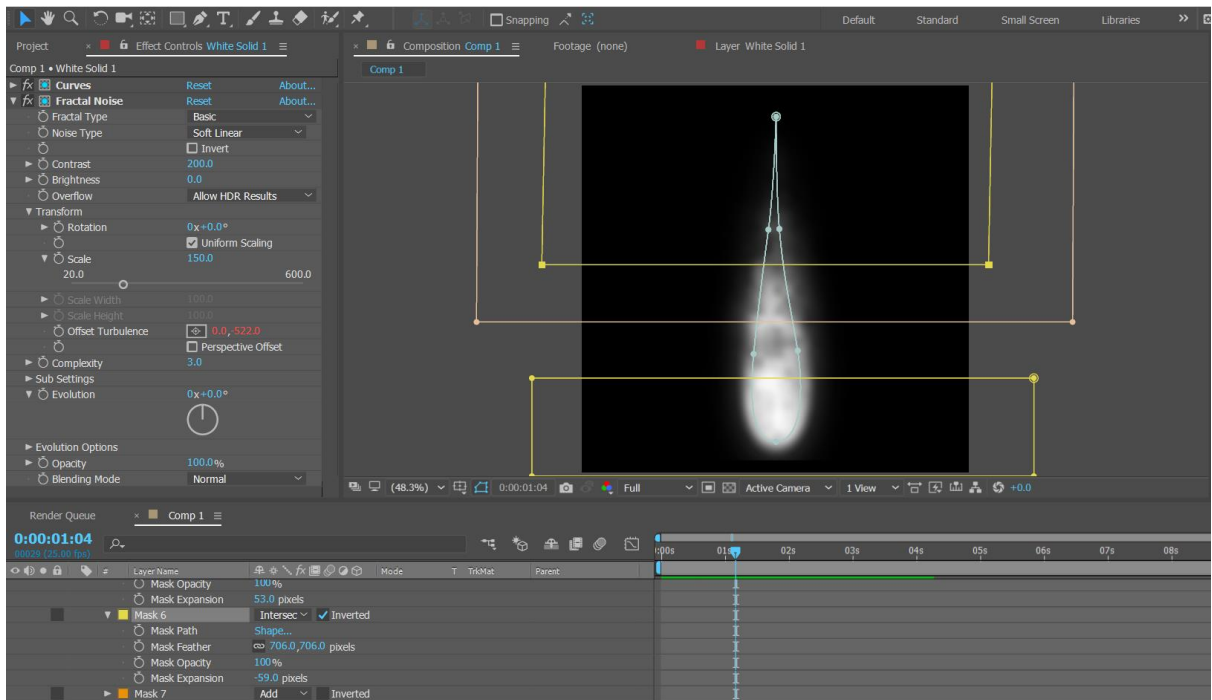 Snapping Default Standard Small Screen Libraries »
Project × Effect Controls White Solid 1 ≡ × Composition Comp 1 ≡ Footage (none) Layer White Solid 1
Comp 1 • White Solid 1 Comp 1
fx Curves Reset About...
fx Fractal Noise Reset About...
Fractal Type Basic
Noise Type Soft Linear
Invert
Contrast 200.0
Brightness 0.0
Overflow Allow HDR Results
Transform
Rotation 0x+0.0°
Uniform Scaling
Scale 150.0
20.0 600.0
Scale Width 100.0
Scale Height 100.0
Offset Turbulence 0.0,-522.0
Perspective Offset
Complexity 3.0
Sub Settings
Evolution 0x+0.0°
Evolution Options
Opacity 100.0%
Blending Mode Normal
(48.3%) 0:00:01:04 Full Active Camera 1 View +0.0
Render Queue × Comp 1 ≡
0:00:01:04
00029 (25.00 fps) :00s 01s 02s 03s 04s 05s 06s 07s 08s
# Layer Name fx Mode T TrkMat Parent
Mask Opacity 100%
Mask Expansion 53.0 pixels
Mask 6 Intersec Inverted
Mask Path Shape...
Mask Feather 706.0,706.0 pixels
Mask Opacity 100%
Mask Expansion -59.0 pixels
Mask 7 Add Inverted